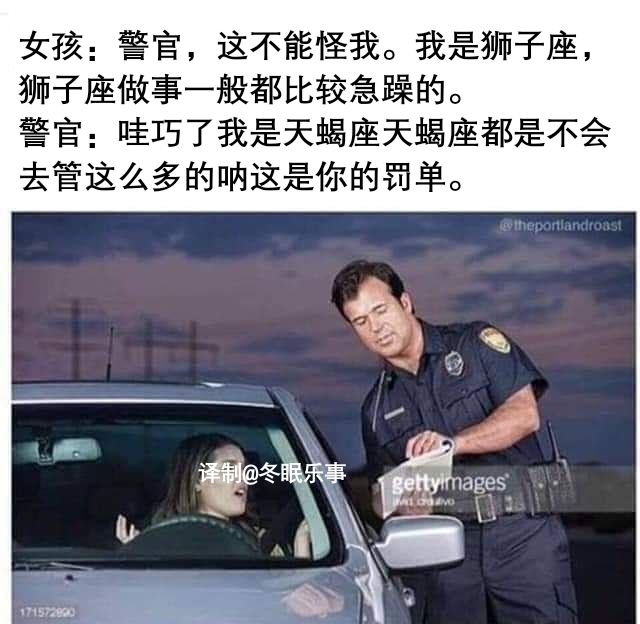 女孩：警官，这不能怪我。我是狮子座，
狮子座做事一般都比较急躁的。
警官：哇巧了我是天蝎座天蝎座都是不会
去管这么多的呐这是你的罚单。
@theportlandroast
译制@冬眠乐事
gettyimages
171572890